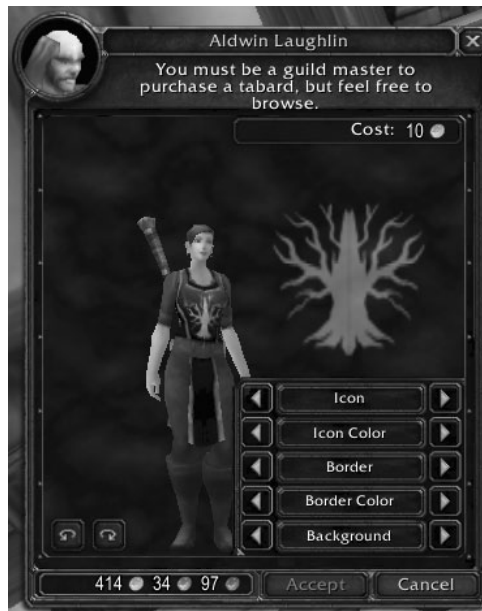 Aldwin Laughlin
You must be a guild master to
purchase a tabard, but feel free to
browse.
Cost: 10
Icon
Icon Color
Border
Border Color
Background
414 34 97 Accept Cancel